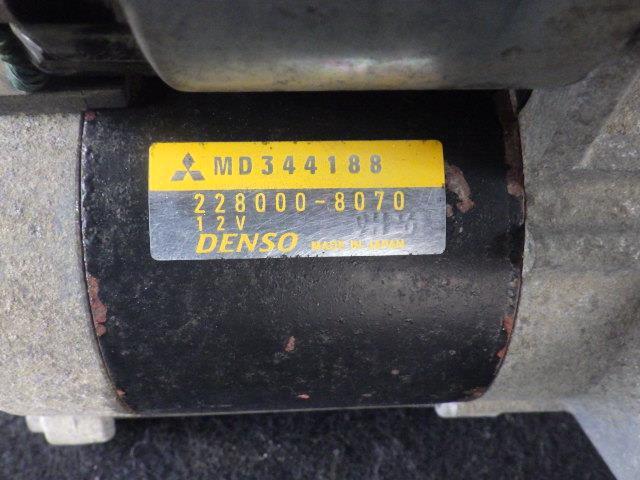 MD344188
228000-8070
12V
DENSO MADE IN JAPAN